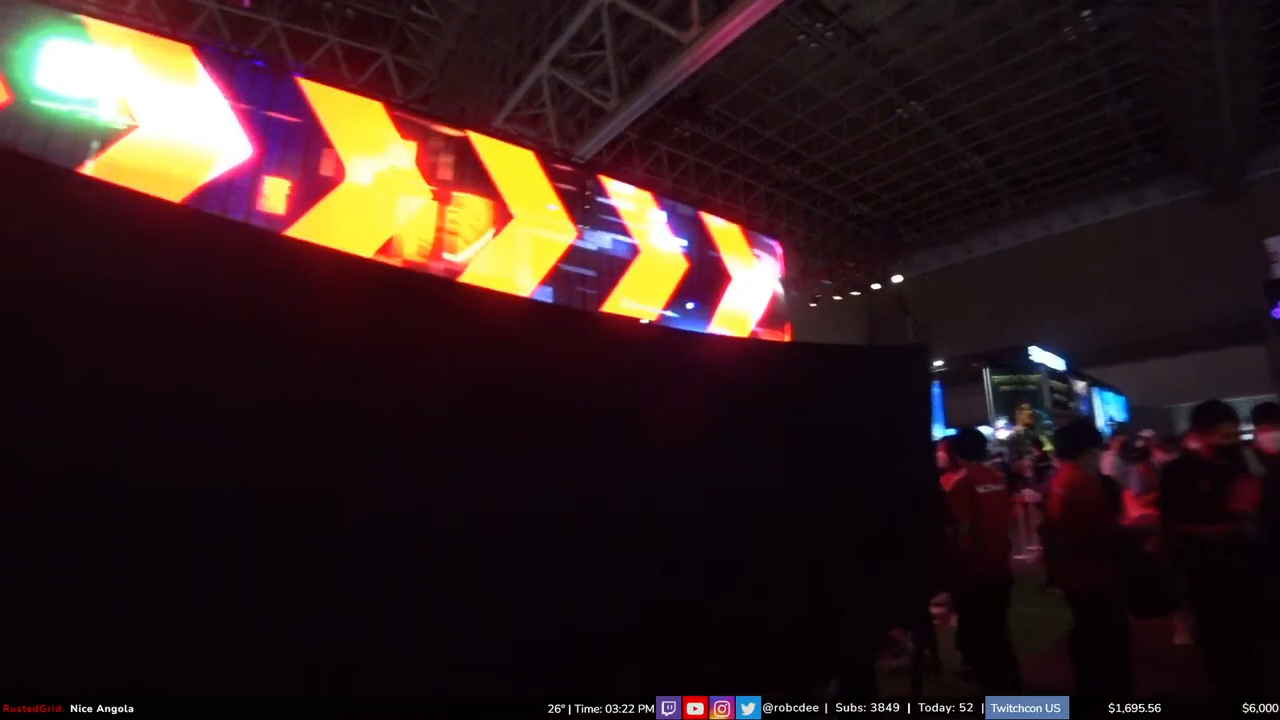 RustedGrid: Nice Angola
26° | Time: 03:22 PM
@robcdee | Subs: 3849 | Today: 52 |
Twitchcon US
$1,695.56
$6,000